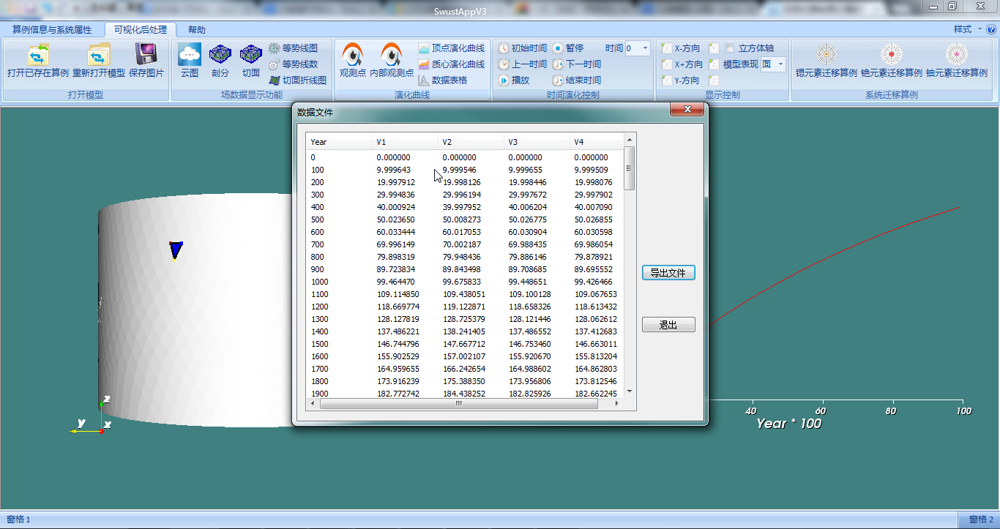 SwustAppV3
算例信息与系统属性 可视化后处理 帮助 样式
打开已存在算例 重新打开模型 保存图片
打开模型
云图 剖分 切面
等势线图
等势线数
切面折线图
场数据显示功能
观测点 内部观测点
顶点演化曲线
质心演化曲线
数据表格
演化曲线
初始时间 暂停 时间 0
上一时间 下一时间
播放 结束时间
时间演化控制
X-方向 立方体轴
X+方向 模型表现 面
Y-方向
显示控制
锶元素迁移算例 铯元素迁移算例 铀元素迁移算例
系统迁移算例
数据文件
Year V1 V2 V3 V4
0 0.000000 0.000000 0.000000 0.000000
100 9.999643 9.999546 9.999655 9.999509
200 19.997912 19.998126 19.998446 19.998076
300 29.994836 29.996194 29.997672 29.997902
400 40.000924 39.997952 40.006204 40.007090
500 50.023650 50.008273 50.026775 50.026855
600 60.033444 60.017053 60.030904 60.030598
700 69.996149 70.002187 69.988435 69.986054
800 79.898319 79.948436 79.886146 79.878921
900 89.723834 89.843498 89.708685 89.695552
1000 99.464470 99.675833 99.448651 99.426466
1100 109.114850 109.438051 109.100128 109.067653
1200 118.669774 119.122871 118.658326 118.613432
1300 128.127819 128.725379 128.121446 128.062612
1400 137.486221 138.241405 137.486552 137.412683
1500 146.744796 147.667712 146.753460 146.663011
1600 155.902529 157.002107 155.920670 155.813204
1700 164.959655 166.242654 164.988602 164.862803
1800 173.916239 175.388350 173.956806 173.812546
1900 182.772742 184.438252 182.825926 182.662245
导出文件
退出
z
y x
40 60 80 100
Year * 100
窗格 1 窗格 2